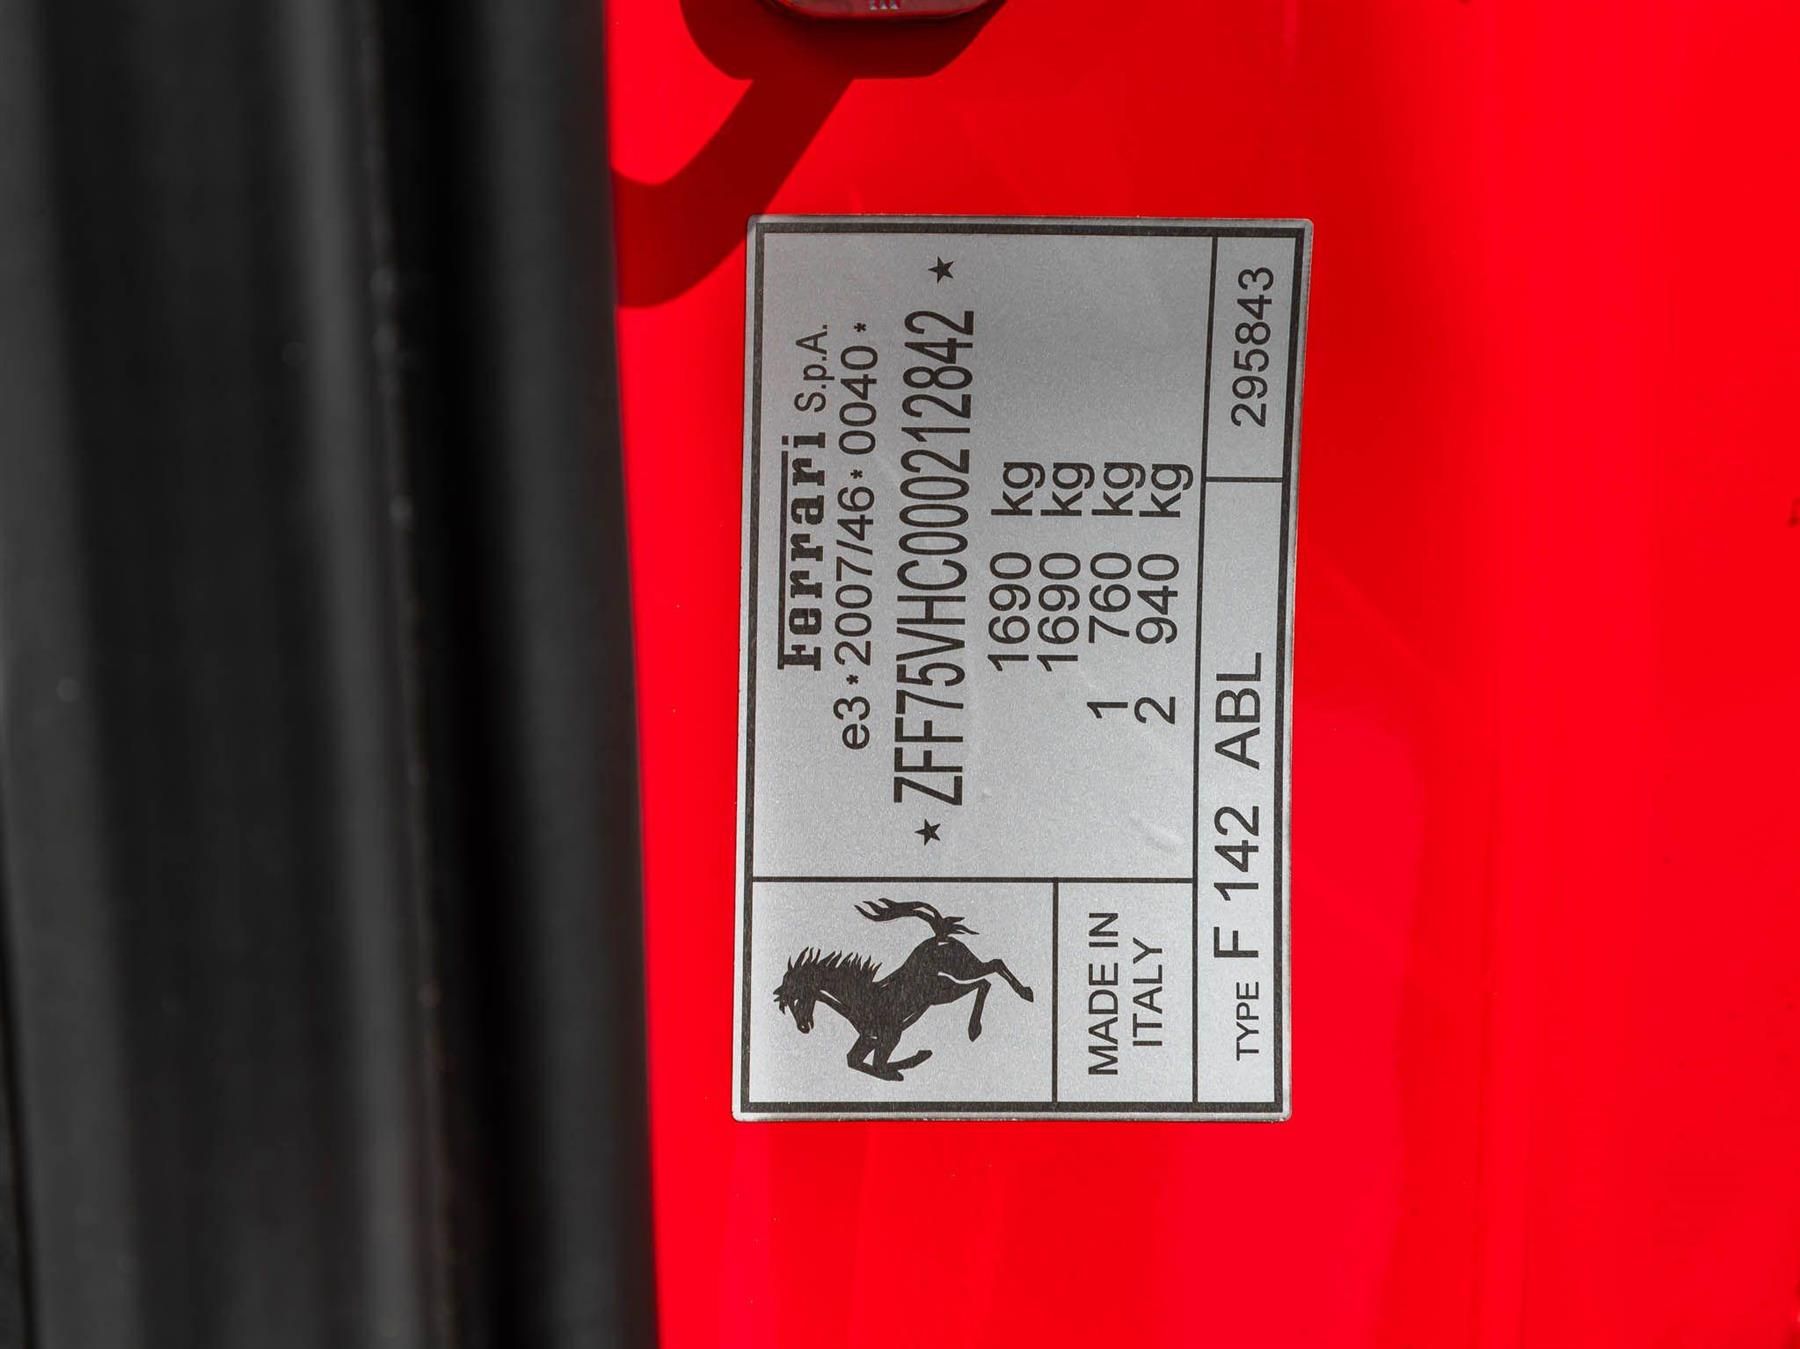 Ferrari S.p.A.
e3*2007/46*0040*
★ ZFF75VHC000212842 ★
1690 kg
1690 kg
1 760 kg
2 940 kg
MADE IN
ITALY
TYPE F 142 ABL
295843